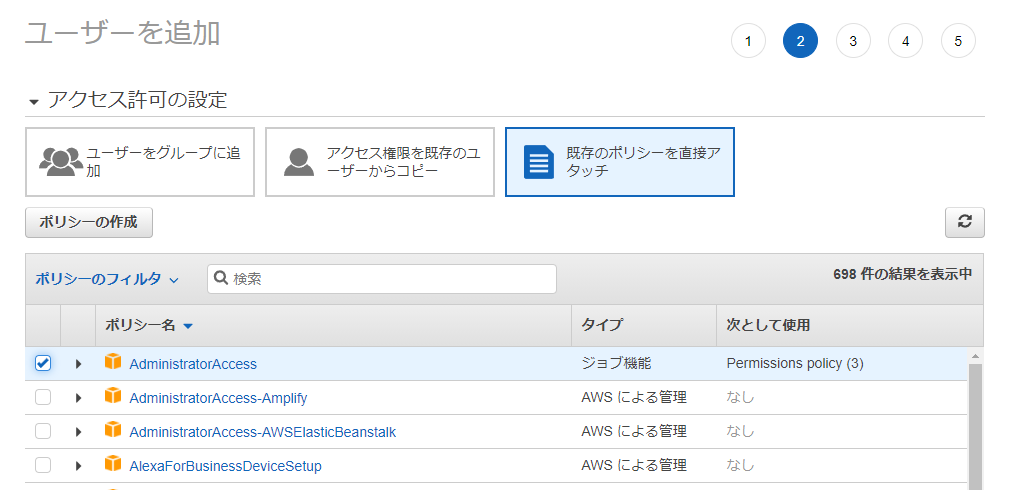 ユーザーを追加
1 2 3 4 5
アクセス許可の設定
ユーザーをグループに追
加
アクセス権限を既存のユ
ーザーからコピー
既存のポリシーを直接ア
タッチ
ポリシーの作成
ポリシーのフィルタ 検索 698 件の結果を表示中
ポリシー名 タイプ 次として使用
AdministratorAccess ジョブ機能 Permissions policy (3)
AdministratorAccess-Amplify AWS による管理 なし
AdministratorAccess-AWSElasticBeanstalk AWS による管理 なし
AlexaForBusinessDeviceSetup AWS による管理 なし